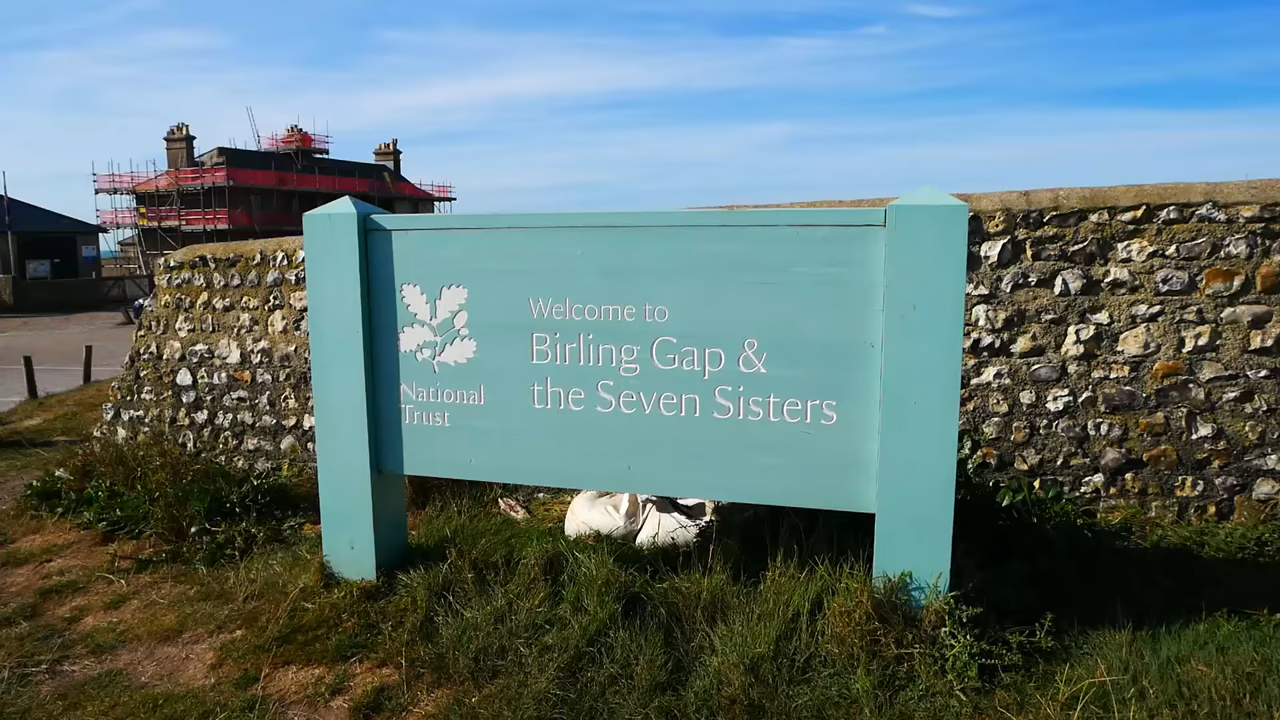 National
Trust
Welcome to
Birling Gap &
the Seven Sisters